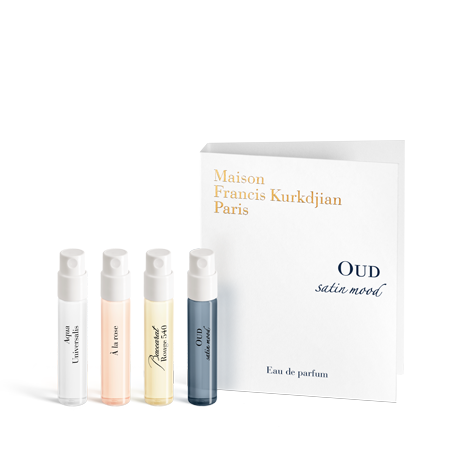 Maison
Francis Kurkdjian
Paris
OUD
satin mood
Eau de parfum
Aqua
Universalis
À la rose
Baccarat
Rouge 540
OUD
satin mood